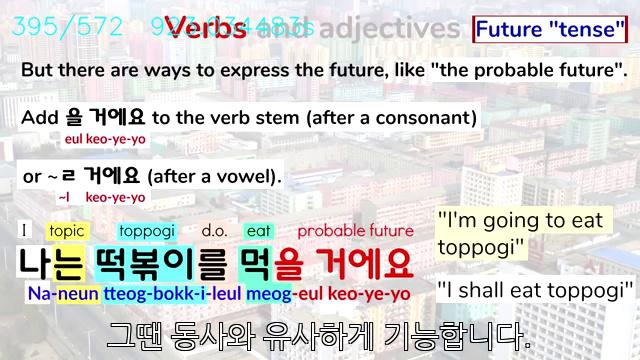 395/572 923.034483s
Verbs and adjectives Future "tense"
But there are ways to express the future, like "the probable future".
Add 을 거에요 to the verb stem (after a consonant)
eul keo-ye-yo
or ~ㄹ 거에요 (after a vowel).
~l keo-ye-yo
I topic toppogi d.o. eat probable future
나는 떡볶이를 먹을 거에요
Na-neun tteog-bokk-i-leul meog-eul keo-ye-yo
"I'm going to eat
toppogi"
"I shall eat toppogi"
그땐 동사와 유사하게 기능합니다.